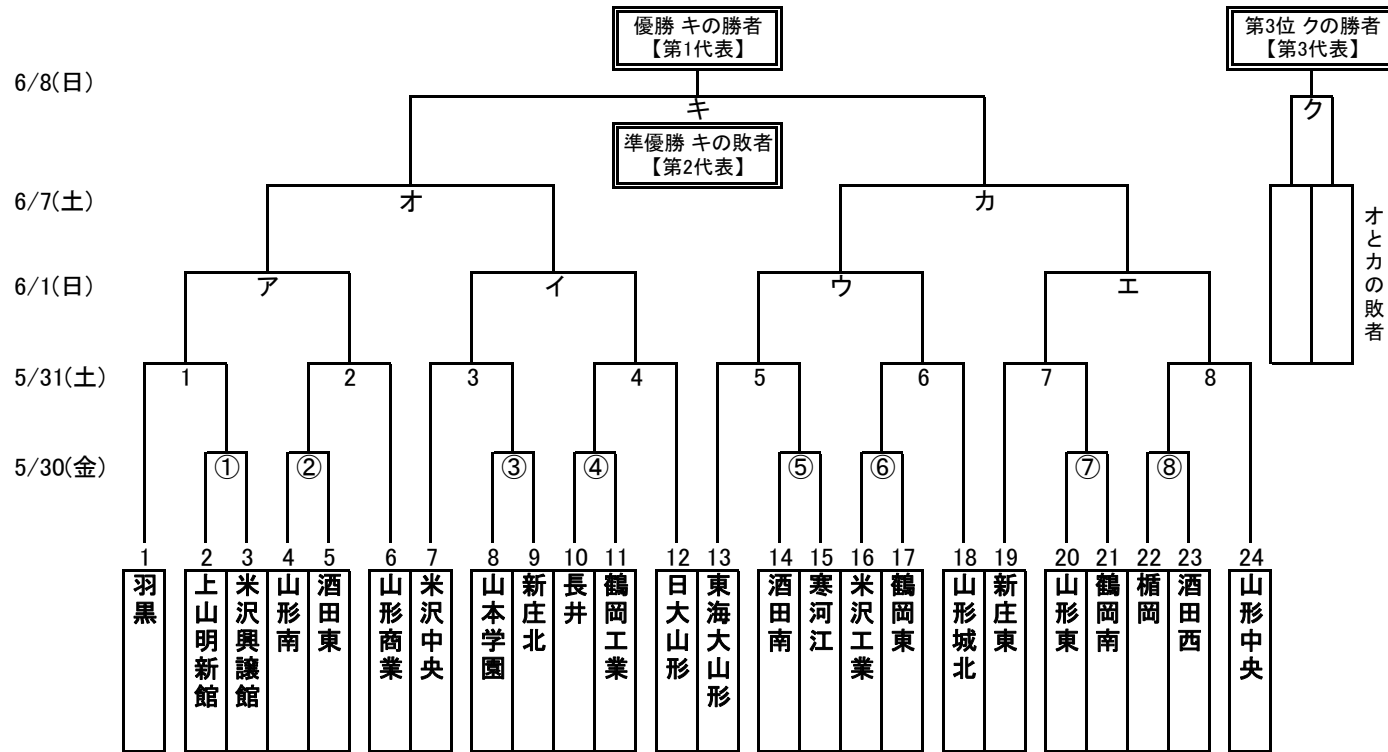 優勝 キの勝者
【第1代表】
第3位 クの勝者
【第3代表】
6/8(日)
キ
ク
準優勝 キの敗者
【第2代表】
6/7(土)
オ
カ
オとカの敗者
6/1(日)
ア
イ
ウ
エ
5/31(土)
1
2
3
4
5
6
7
8
5/30(金)
①
②
③
④
⑤
⑥
⑦
⑧
1
2
3
4
5
6
7
8
9
10
11
12
13
14
15
16
17
18
19
20
21
22
23
24
羽黒
上山明新館
米沢興譲館
山形南
酒田東
山形商業
米沢中央
山本学園
新庄北
長井
鶴岡工業
日大山形
東海大山形
酒田南
寒河江
米沢工業
鶴岡東
山形城北
新庄東
山形東
鶴岡南
楯岡
酒田西
山形中央